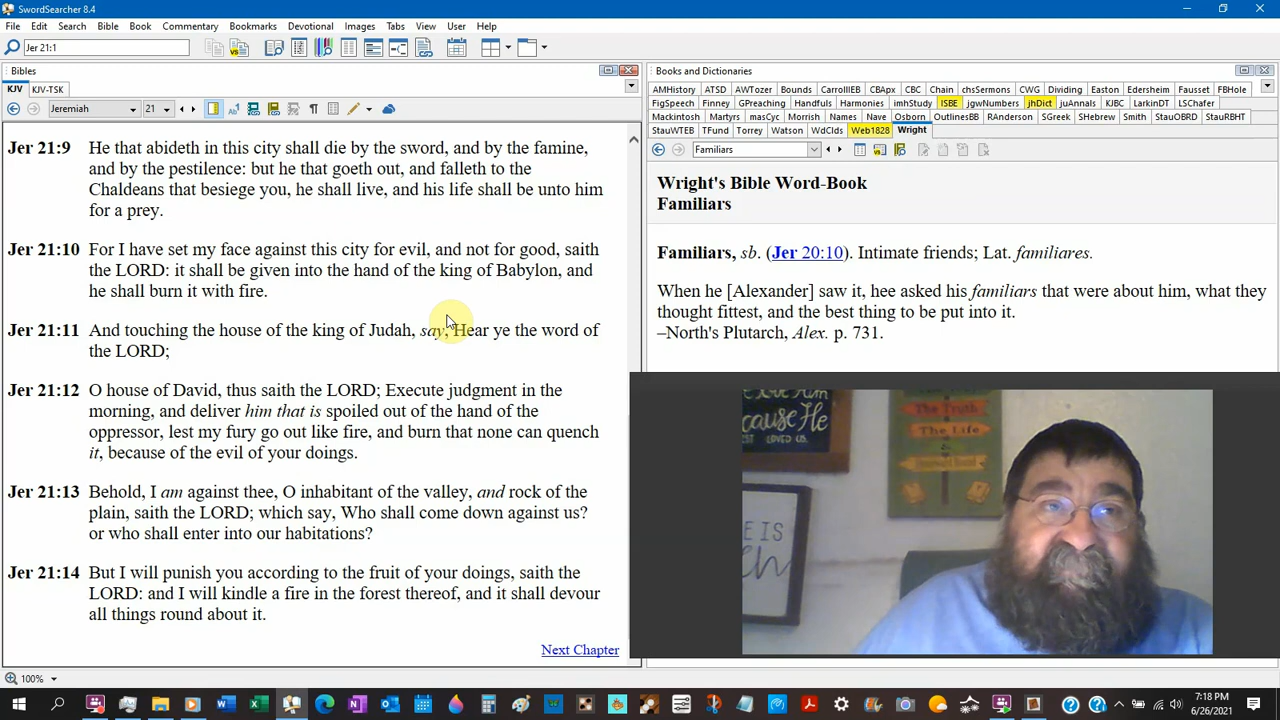 SwordSearcher 8.4
File Edit Search Bible Book Commentary Bookmarks Devotional Images Tabs View User Help
Jer 21:1
Bibles
KJV KJV-TSK
Jeremiah 21
Jer 21:9 He that abideth in this city shall die by the sword, and by the famine,
and by the pestilence: but he that goeth out, and falleth to the
Chaldeans that besiege you, he shall live, and his life shall be unto him
for a prey.
Jer 21:10 For I have set my face against this city for evil, and not for good, saith
the LORD: it shall be given into the hand of the king of Babylon, and
he shall burn it with fire.
Jer 21:11 And touching the house of the king of Judah, say, Hear ye the word of
the LORD;
Jer 21:12 O house of David, thus saith the LORD; Execute judgment in the
morning, and deliver him that is spoiled out of the hand of the
oppressor, lest my fury go out like fire, and burn that none can quench
it, because of the evil of your doings.
Jer 21:13 Behold, I am against thee, O inhabitant of the valley, and rock of the
plain, saith the LORD; which say, Who shall come down against us?
or who shall enter into our habitations?
Jer 21:14 But I will punish you according to the fruit of your doings, saith the
LORD: and I will kindle a fire in the forest thereof, and it shall devour
all things round about it.
Next Chapter
100%
Books and Dictionaries
AMHistory ATSD AWTozer Bounds CarrollEB CBApx CBC Chain chsSermons CWG Dividing Easton Edersheim Fausset FBHole
FigSpeech Finney GPreaching Handfuls Harmonies imhStudy ISBE jgwNumbers jhDict juAnnals KJBC LarkinDT LSChafer
Mackintosh Martyrs masCyc Morrish Names Nave Osborn OutlinesBB RAnderson SGreek SHebrew Smith StauOBRD StauRBHT
StauWTEB TFund Torrey Watson WdClds Web1828 Wright
Familiars
Wright's Bible Word-Book
Familiars
Familiars, sb. (Jer 20:10). Intimate friends; Lat. familiares.
When he [Alexander] saw it, hee asked his familiars that were about him, what they
thought fittest, and the best thing to be put into it.
–North's Plutarch, Alex. p. 731.
cause He
LOVED US.
The Truth
The Life
7:18 PM
6/26/2021